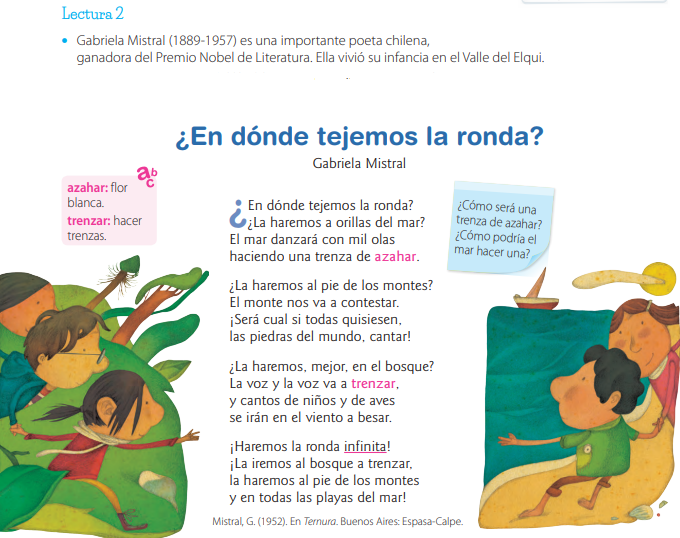 Lectura 2
• Gabriela Mistral (1889-1957) es una importante poeta chilena,
ganadora del Premio Nobel de Literatura. Ella vivió su infancia en el Valle del Elqui.
¿En dónde tejemos la ronda?
Gabriela Mistral
abc
azahar: flor
blanca.
trenzar: hacer
trenzas.
¿En dónde tejemos la ronda?
¿La haremos a orillas del mar?
El mar danzará con mil olas
haciendo una trenza de azahar.
¿La haremos al pie de los montes?
El monte nos va a contestar.
¡Será cual si todas quisiesen,
las piedras del mundo, cantar!
¿La haremos, mejor, en el bosque?
La voz y la voz va a trenzar,
y cantos de niños y de aves
se irán en el viento a besar.
¡Haremos la ronda infinita!
¡La iremos al bosque a trenzar,
la haremos al pie de los montes
y en todas las playas del mar!
¿Cómo será una
trenza de azahar?
¿Cómo podría el
mar hacer una?
Mistral, G. (1952). En Ternura. Buenos Aires: Espasa-Calpe.